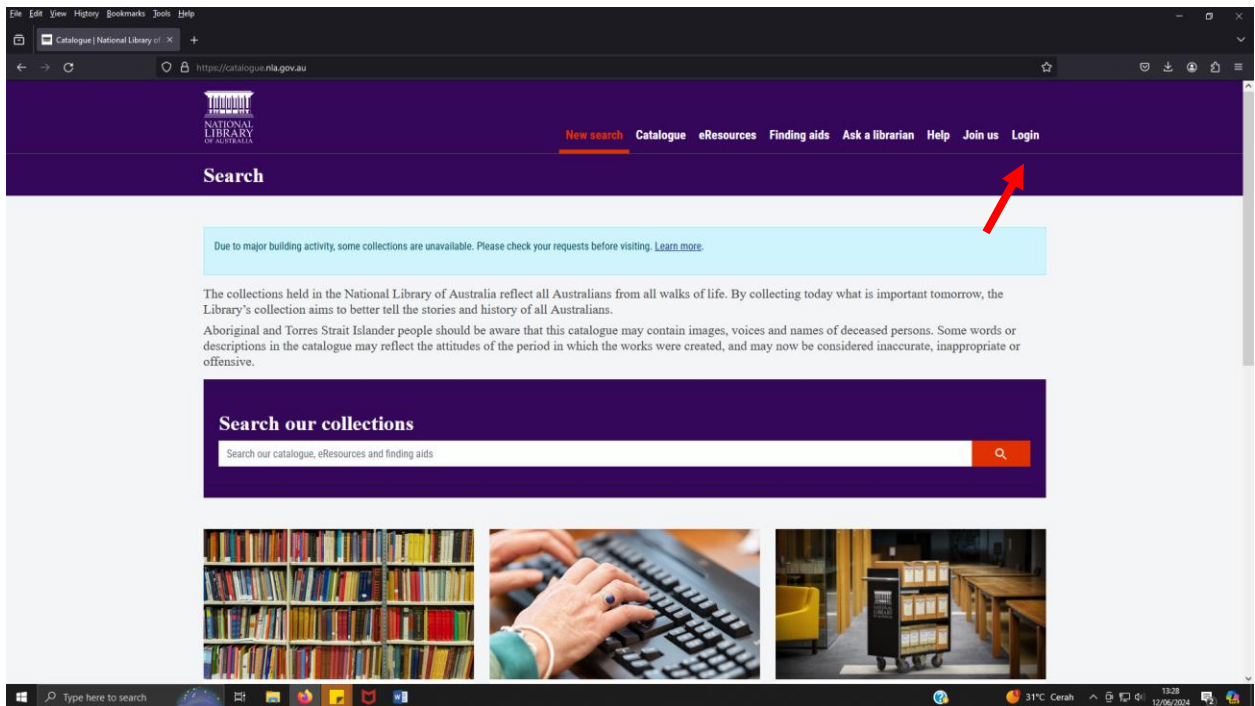 File Edit View History Bookmarks Tools Help
Catalogue | National Library of
https://catalogue.nla.gov.au
NATIONAL
LIBRARY
OF AUSTRALIA
New search Catalogue eResources Finding aids Ask a librarian Help Join us Login
Search
Due to major building activity, some collections are unavailable. Please check your requests before visiting. Learn more.
The collections held in the National Library of Australia reflect all Australians from all walks of life. By collecting today what is important tomorrow, the
Library's collection aims to better tell the stories and history of all Australians.
Aboriginal and Torres Strait Islander people should be aware that this catalogue may contain images, voices and names of deceased persons. Some words or
descriptions in the catalogue may reflect the attitudes of the period in which the works were created, and may now be considered inaccurate, inappropriate or
offensive.
Search our collections
Search our catalogue, eResources and finding aids
Type here to search
31°C Cerah
13:28
12/06/2024